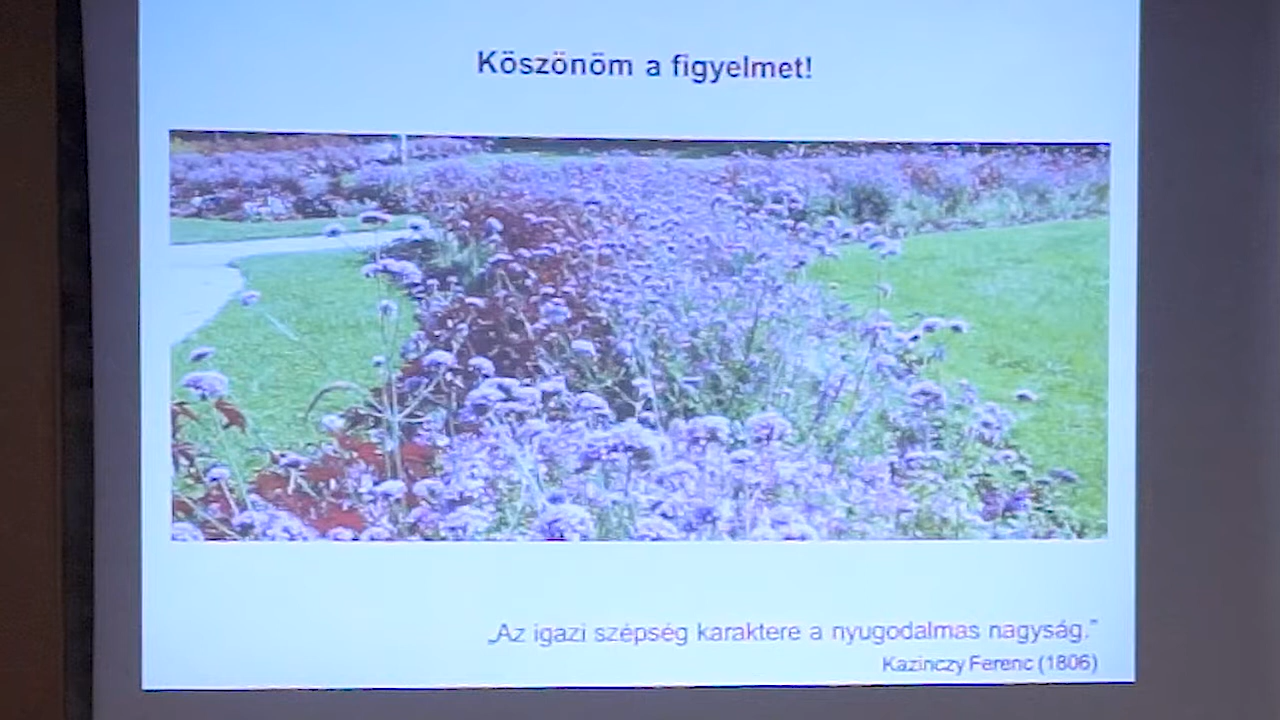 Köszönöm a figyelmet!
„Az igazi szépség karaktere a nyugodalmas nagyság.”
Kazinczy Ferenc (1806)